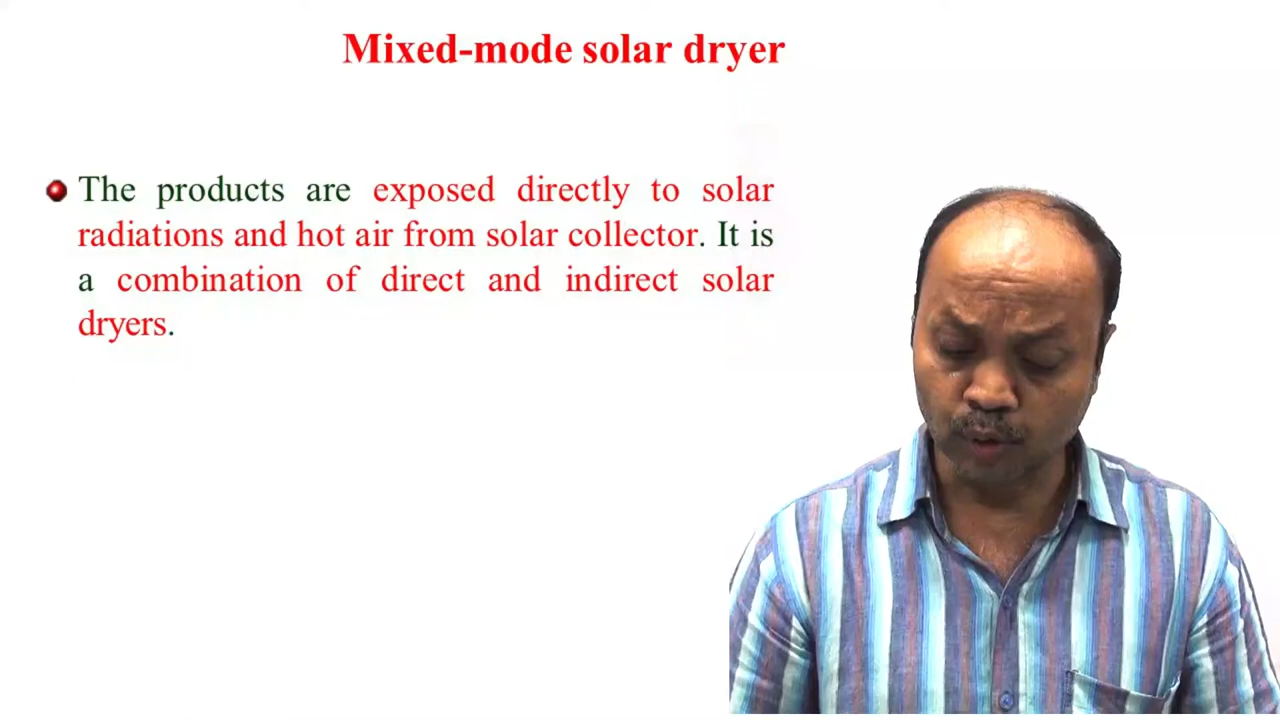 Mixed-mode solar dryer
The products are exposed directly to solar
radiations and hot air from solar collector. It is
a combination of direct and indirect solar
dryers.